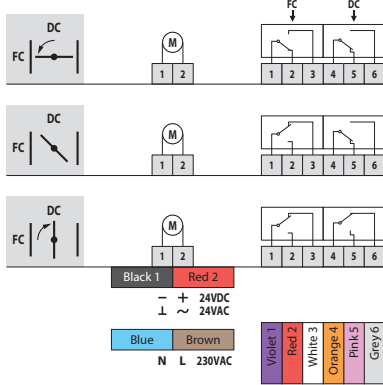 FC DC
DC
FC
M
1 2
1 2 3 4 5 6
DC
FC
M
1 2
1 2 3 4 5 6
DC
FC
M
1 2
1 2 3 4 5 6
Black 1 Red 2
− + 24VDC
⊥ ~ 24VAC
Blue Brown
N L 230VAC
Violet 1
Red 2
White 3
Orange 4
Pink 5
Grey 6